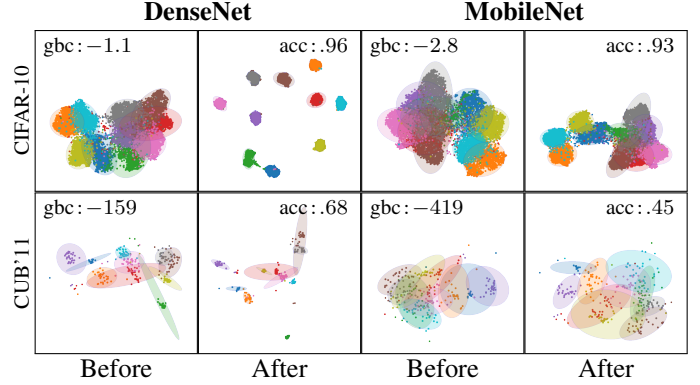 DenseNet MobileNet
CIFAR-10
gbc:−1.1 acc:.96 gbc:−2.8 acc:.93
CUB'11
gbc:−159 acc:.68 gbc:−419 acc:.45
Before After Before After